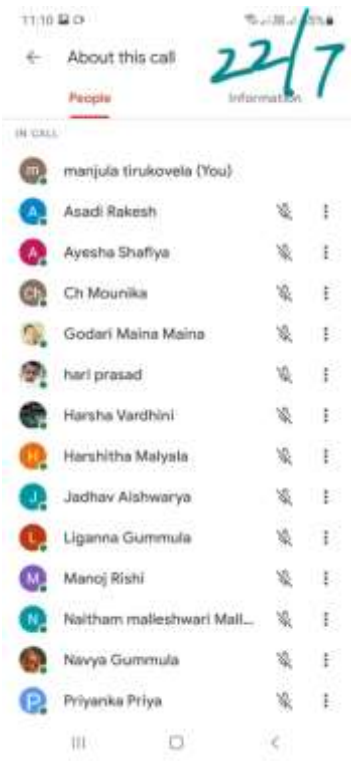 11:10
22/7
About this call
People
Information
IN CALL
manjula tirukovela (You)
Asadi Rakesh
Ayesha Shafiya
Ch Mounika
Godari Maina Maina
hari prasad
Harsha Vardhini
Harshitha Malyala
Jadhav Aishwarya
Liganna Gummula
Manoj Rishi
Naitham malleshwari Mall...
Navya Gummula
Priyanka Priya